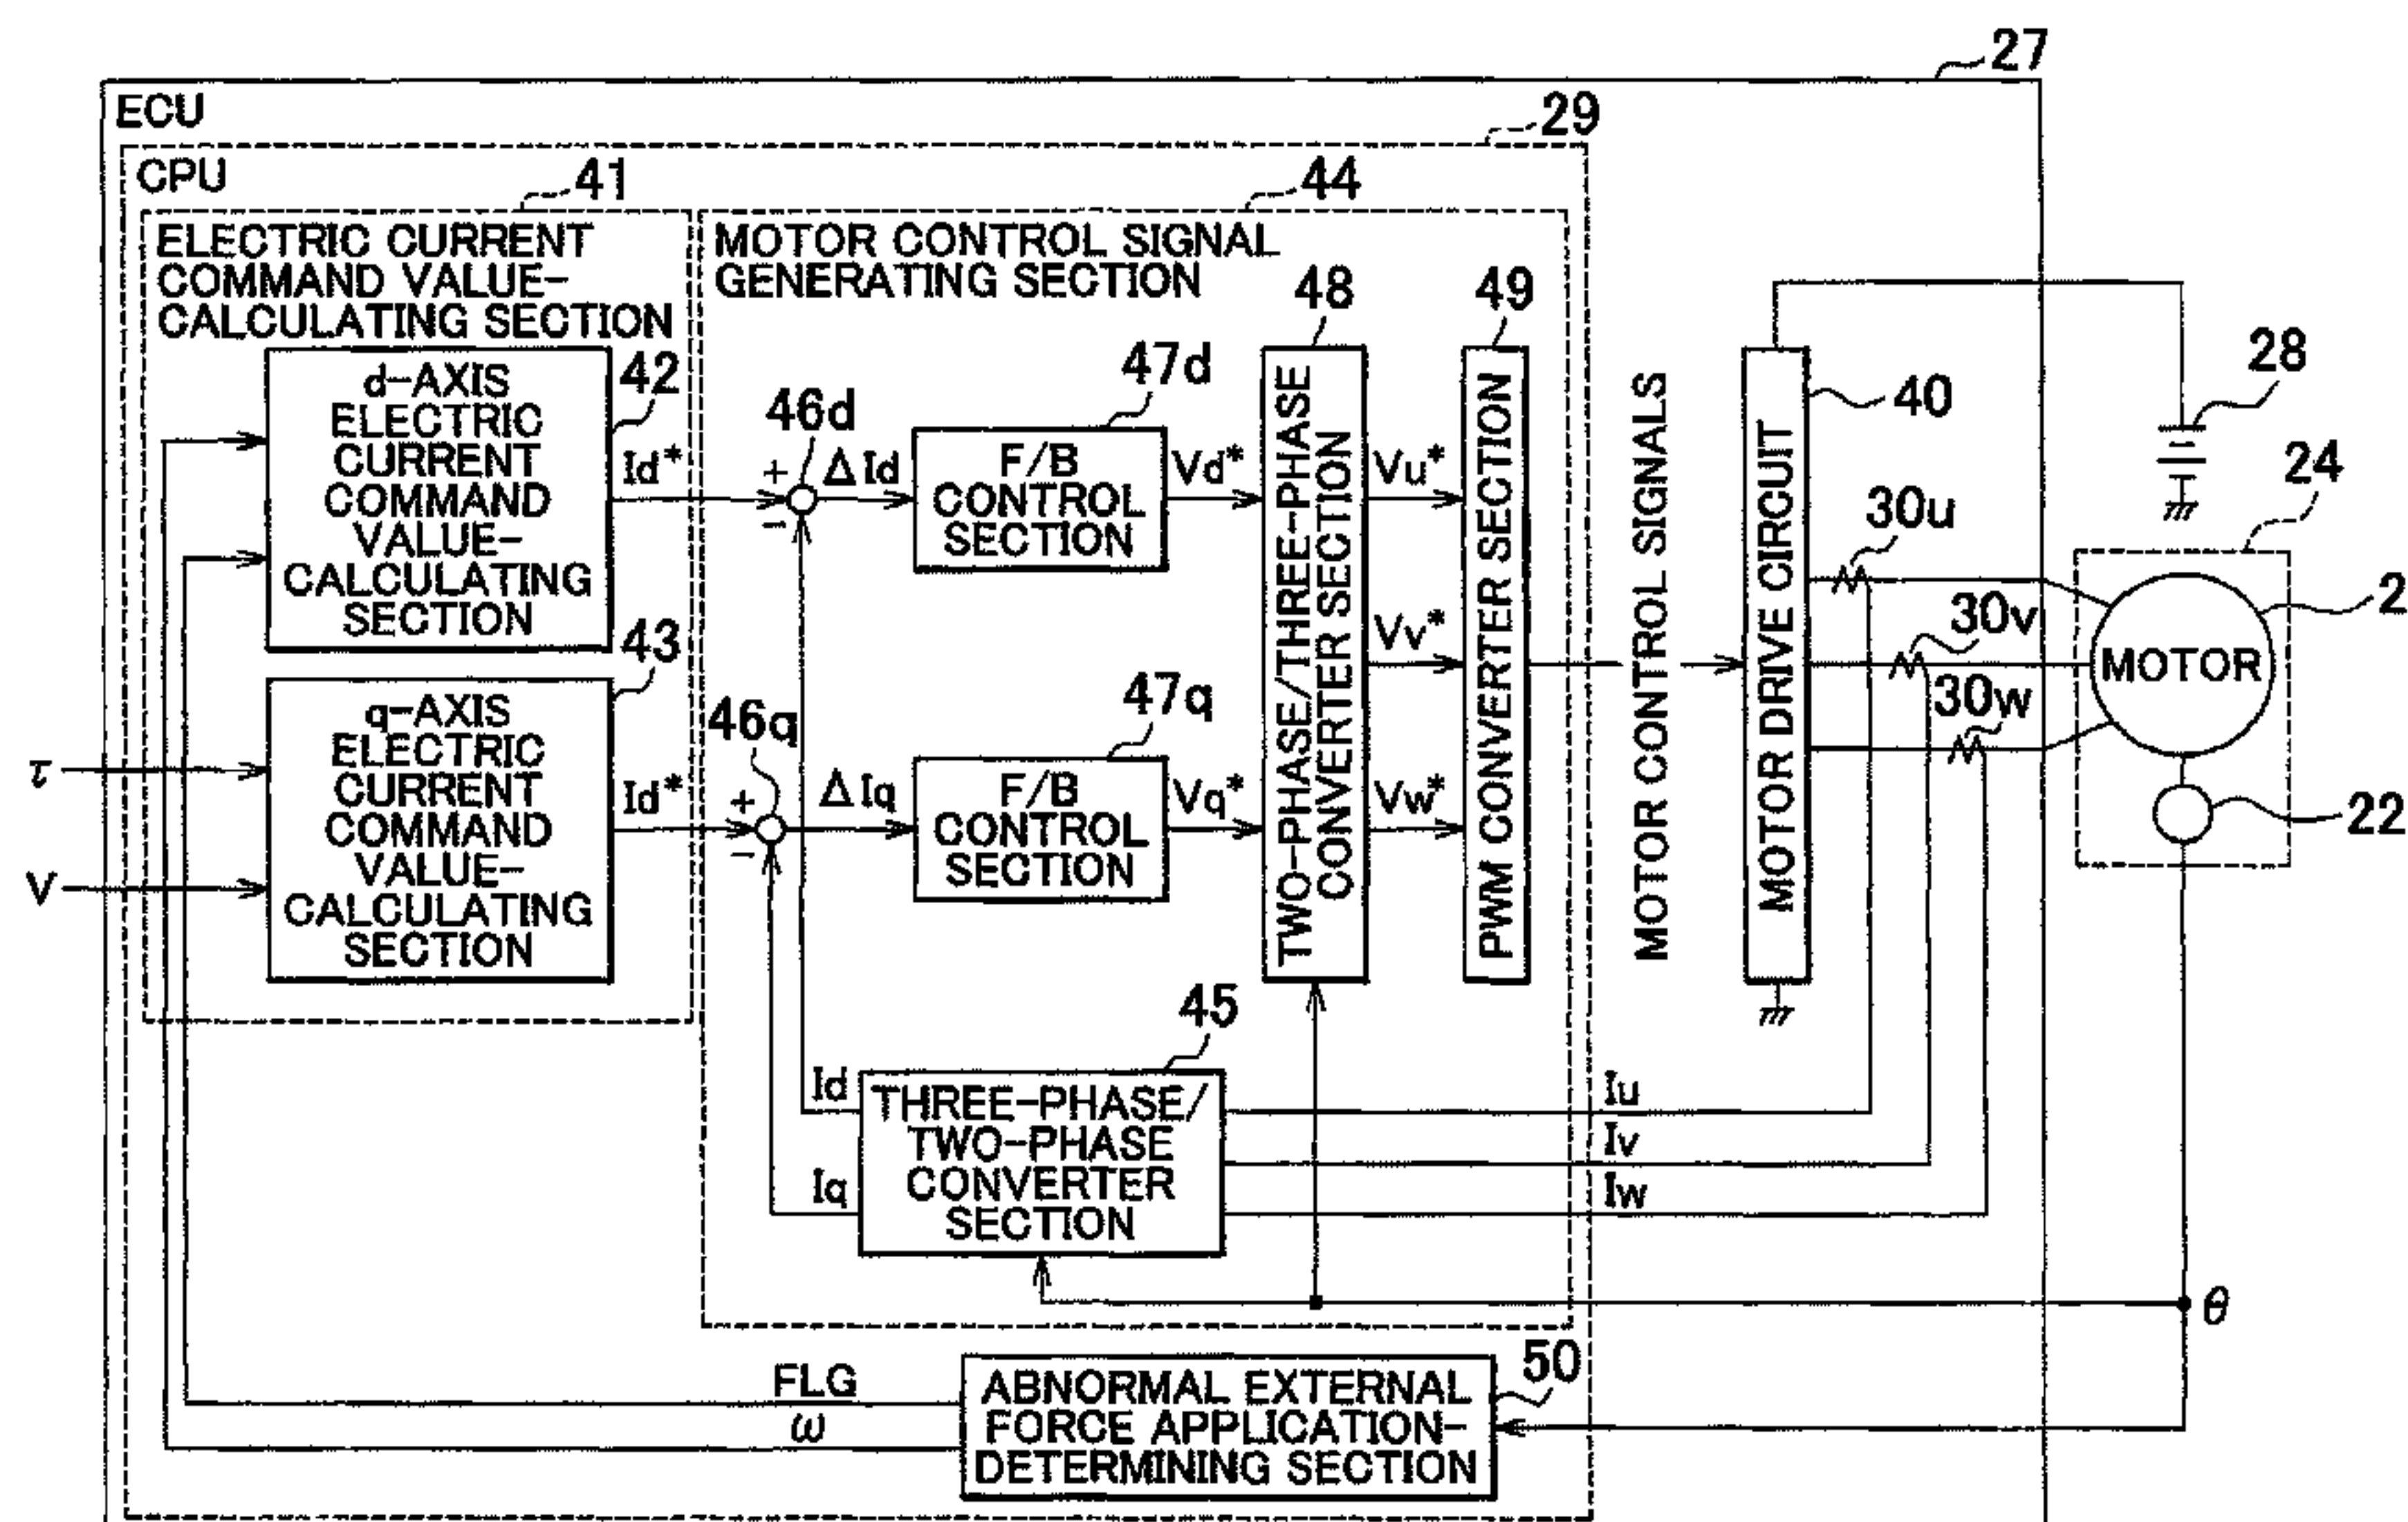 27
ECU
29
CPU
41
44
ELECTRIC CURRENT
COMMAND VALUE-
CALCULATING SECTION
MOTOR CONTROL SIGNAL
GENERATING SECTION
42
d-AXIS
ELECTRIC
CURRENT
COMMAND
VALUE-
CALCULATING
SECTION
Id*
43
q-AXIS
ELECTRIC
CURRENT
COMMAND
VALUE-
CALCULATING
SECTION
Id*
τ
V
46d
+
-
ΔId
47d
F/B
CONTROL
SECTION
Vd*
46q
+
-
ΔIq
47q
F/B
CONTROL
SECTION
Vq*
48
TWO-PHASE/THREE-PHASE
CONVERTER SECTION
Vu*
Vv*
Vw*
49
PWM CONVERTER SECTION
MOTOR CONTROL SIGNALS
MOTOR DRIVE CIRCUIT
40
28
24
30u
30v
30w
2
MOTOR
22
45
THREE-PHASE/
TWO-PHASE
CONVERTER
SECTION
Id
Iq
Iu
Iv
Iw
θ
50
ABNORMAL EXTERNAL
FORCE APPLICATION-
DETERMINING SECTION
FLG
ω